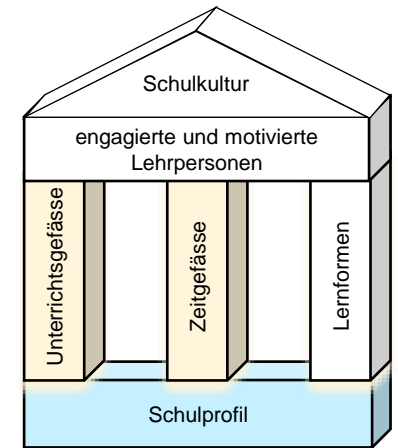 Schulkultur
engagierte und motivierte
Lehrpersonen
Unterrichtsgefässe
Zeitgefässe
Lernformen
Schulprofil